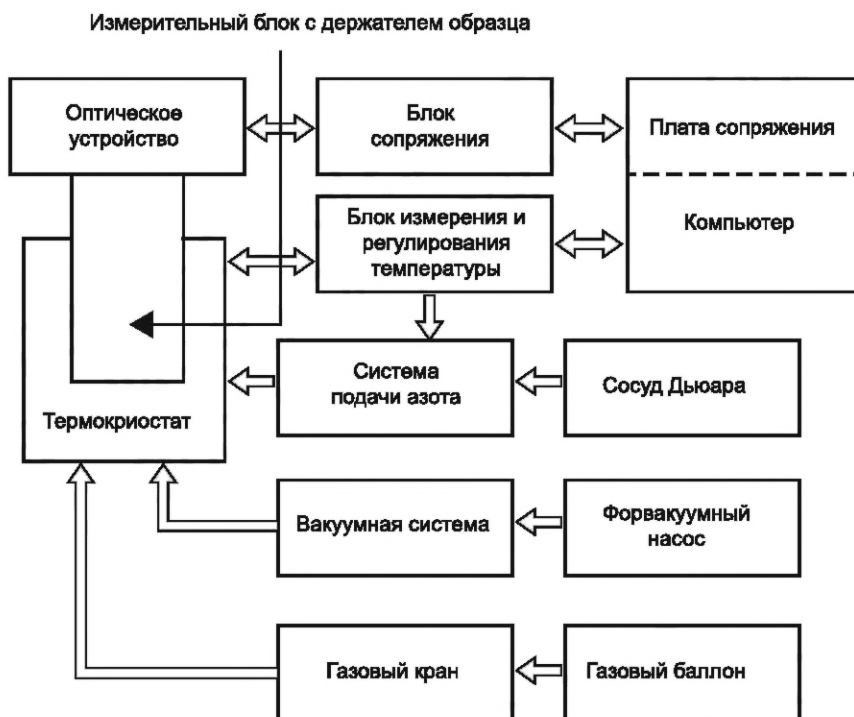 Измерительный блок с держателем образца
Оптическое
устройство
Блок
сопряжения
Плата сопряжения
Блок измерения и
регулирования
температуры
Компьютер
Система
подачи азота
Сосуд Дьюара
Термокриостат
Вакуумная система
Форвакуумный
насос
Газовый кран
Газовый баллон